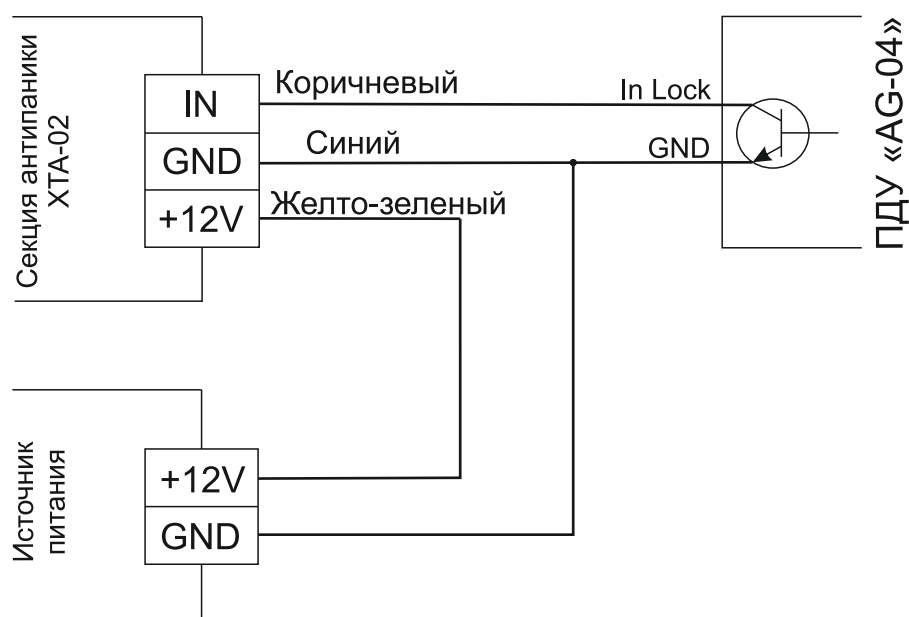 Секция антипаники
ХТА-02
IN
GND
+12V
Коричневый
Синий
Желто-зеленый
In Lock
GND
ПДУ «AG-04»
Источник
питания
+12V
GND